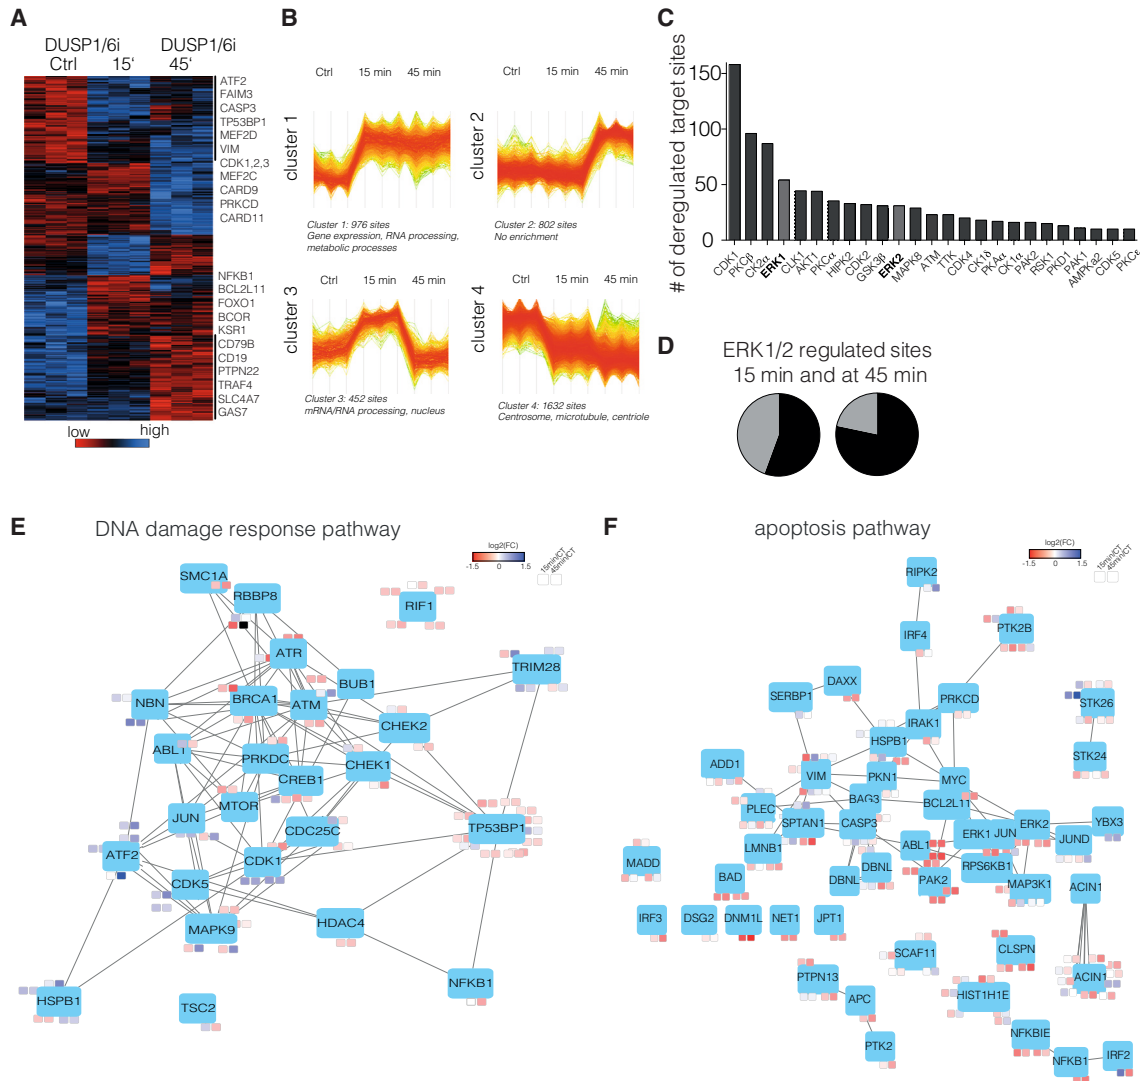 A
DUSP1/6i
DUSP1/6i
Ctrl
15‘
45‘
ATF2
FAIM3
CASP3
TP53BP1
MEF2D
VIM
CDK1,2,3
MEF2C
CARD9
PRKCD
CARD11
NFKB1
BCL2L11
FOXO1
BCOR
KSR1
CD79B
CD19
PTPN22
TRAF4
SLC4A7
GAS7
low
high
B
Ctrl 15 min 45 min
cluster 1
Cluster 1: 976 sites
Gene expression, RNA processing,
metabolic processes
Ctrl 15 min 45 min
cluster 2
Cluster 2: 802 sites
No enrichment
Ctrl 15 min 45 min
cluster 3
Cluster 3: 452 sites
mRNA/RNA processing, nucleus
Ctrl 15 min 45 min
cluster 4
Cluster 4: 1632 sites
Centrosome, microtubule, centriole
C
# of deregulated target sites
150
100
50
0
CDK1
PKCβ
CK2α
ERK1
CLK1
AKT1
PKCα
HIPK2
CDK2
GSK3β
ERK2
MAPK8
ATM
TTK
CDK4
CK1δ
PKAα
CK1α
PAK2
RSK1
PKD1
PAK1
AMPKa2
CDK5
PKCε
D
ERK1/2 regulated sites
15 min and at 45 min
E
DNA damage response pathway
log2(FC)
-1.5 0 1.5
15min/CT
45min/CT
SMC1A
RBBP8
RIF1
ATR
TRIM28
BUB1
NBN
BRCA1
ATM
CHEK2
ABL1
PRKDC
CHEK1
CREB1
MTOR
JUN
CDC25C
TP53BP1
ATF2
CDK1
CDK5
MAPK9
HDAC4
NFKB1
HSPB1
TSC2
F
apoptosis pathway
log2(FC)
-1.5 0 1.5
15min/CT
45min/CT
RIPK2
IRF4
PTK2B
DAXX
SERBP1
PRKCD
STK26
IRAK1
HSPB1
STK24
ADD1
VIM
PKN1
MYC
PLEC
BAG3
BCL2L11
SPTAN1
CASP3
ERK1
JUN
ERK2
YBX3
JUND
LMNB1
ABL1
MADD
DBNL
DBNL
RPS6KB1
BAD
PAK2
MAP3K1
ACIN1
IRF3
DSG2
DNM1L
NET1
JPT1
SCAF11
CLSPN
PTPN13
ACIN1
APC
HIST1H1E
PTK2
NFKBIE
NFKB1
IRF2